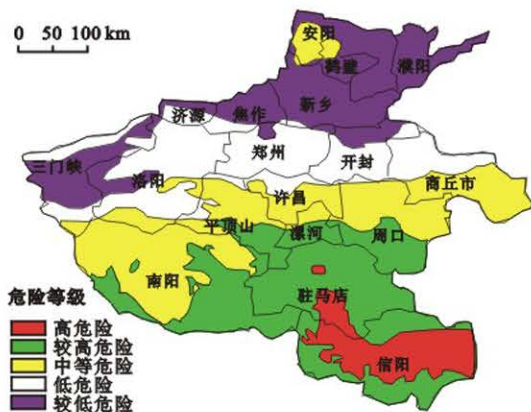 0 50 100 km
安阳
鹤壁
濮阳
新乡
焦作
济源
三门峡
洛阳
郑州
开封
商丘市
许昌
平顶山
漯河
周口
南阳
驻马店
信阳
危险等级
高危险
较高危险
中等危险
低危险
较低危险